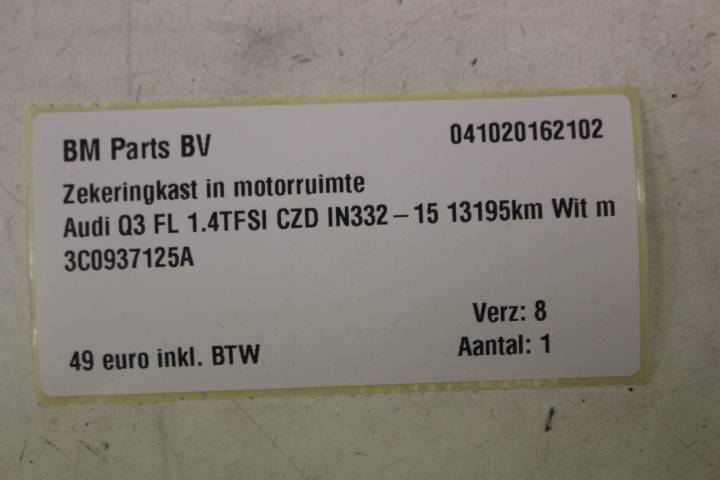 BM Parts BV 041020162102
Zekeringkast in motorruimte
Audi Q3 FL 1.4TFSI CZD IN332-15 13195km Wit m
3C0937125A
Verz: 8
49 euro inkl. BTW Aantal: 1